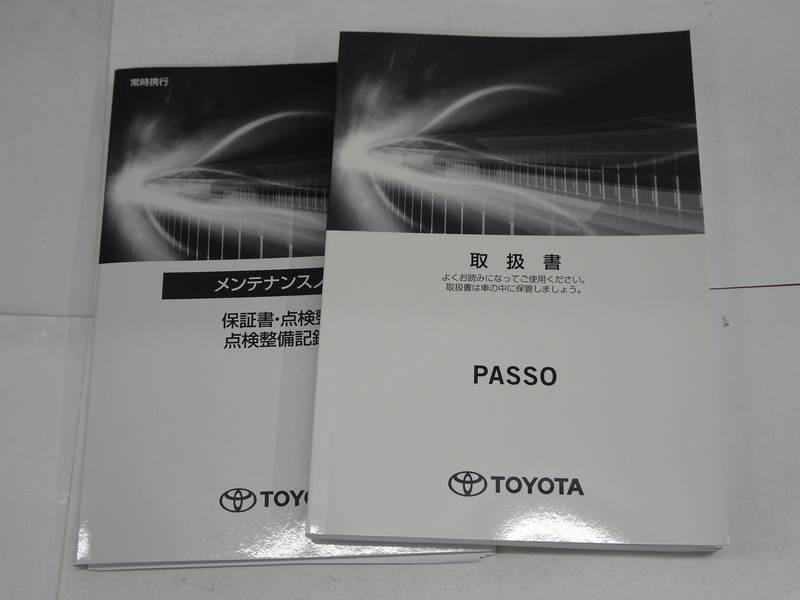 常時携行
メンテナンスノ
保証書・点検整
点検整備記録
TOYO
取扱書
よくお読みになってご使用ください。
取扱書は車の中に保管しましょう。
PASSO
TOYOTA